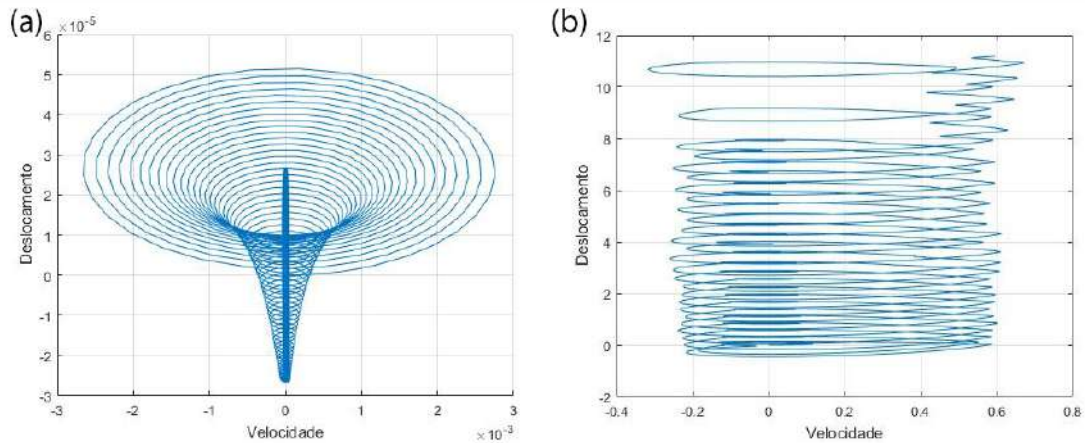 (a)
× 10⁻⁵
6
5
4
3
2
1
0
-1
-2
-3
Deslocamento
-3 -2 -1 0 1 2 3
Velocidade × 10⁻³
(b)
12
10
8
6
4
2
0
-2
Deslocamento
-0.4 -0.2 0 0.2 0.4 0.6 0.8
Velocidade